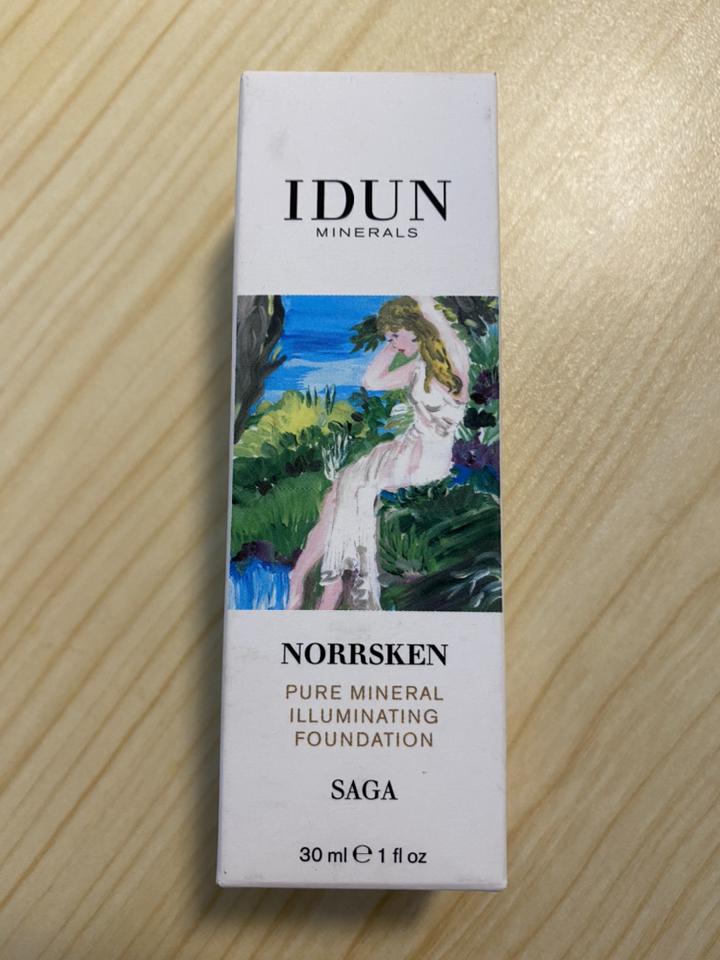 IDUN
MINERALS
NORRSKEN
PURE MINERAL
ILLUMINATING
FOUNDATION
SAGA
30 ml ℮ 1 fl oz